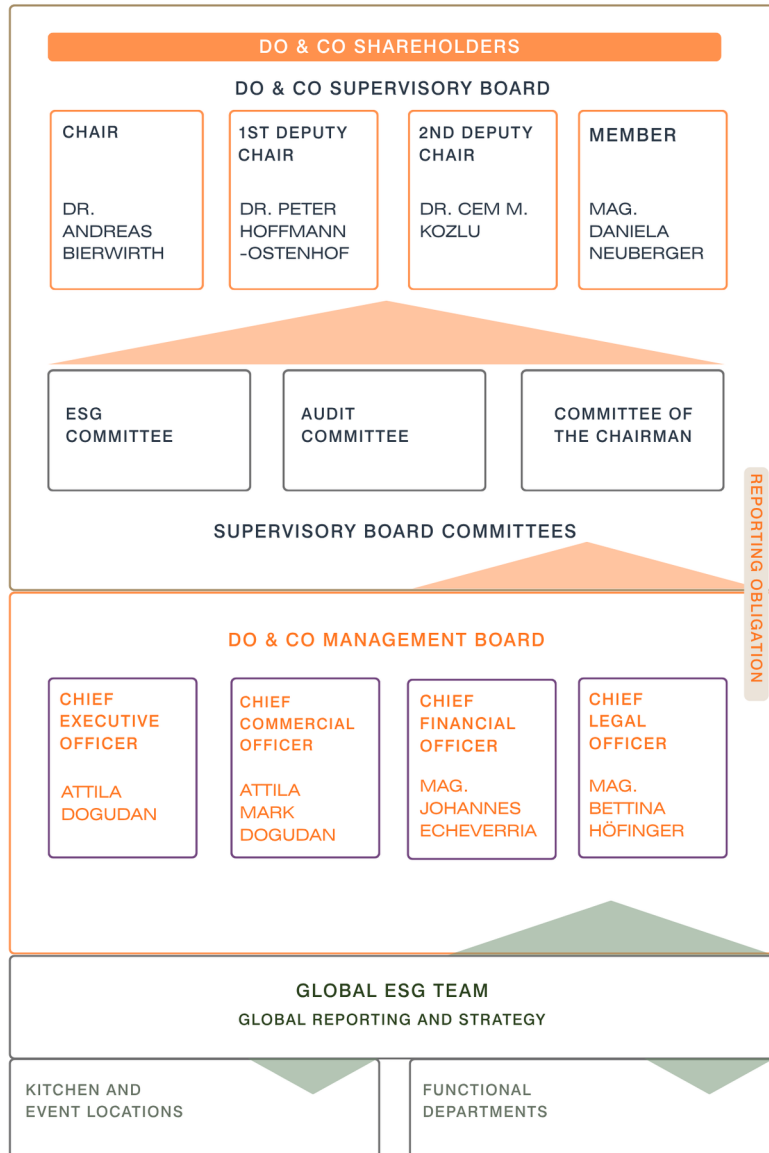 DO & CO SHAREHOLDERS
DO & CO SUPERVISORY BOARD
CHAIR
DR.
ANDREAS
BIERWIRTH
1ST DEPUTY
CHAIR
DR. PETER
HOFFMANN
-OSTENHOF
2ND DEPUTY
CHAIR
DR. CEM M.
KOZLU
MEMBER
MAG.
DANIELA
NEUBERGER
ESG
COMMITTEE
AUDIT
COMMITTEE
COMMITTEE OF
THE CHAIRMAN
SUPERVISORY BOARD COMMITTEES
REPORTING OBLIGATION
DO & CO MANAGEMENT BOARD
CHIEF
EXECUTIVE
OFFICER
ATTILA
DOGUDAN
CHIEF
COMMERCIAL
OFFICER
ATTILA
MARK
DOGUDAN
CHIEF
FINANCIAL
OFFICER
MAG.
JOHANNES
ECHEVERRIA
CHIEF
LEGAL
OFFICER
MAG.
BETTINA
HÖFINGER
GLOBAL ESG TEAM
GLOBAL REPORTING AND STRATEGY
KITCHEN AND
EVENT LOCATIONS
FUNCTIONAL
DEPARTMENTS